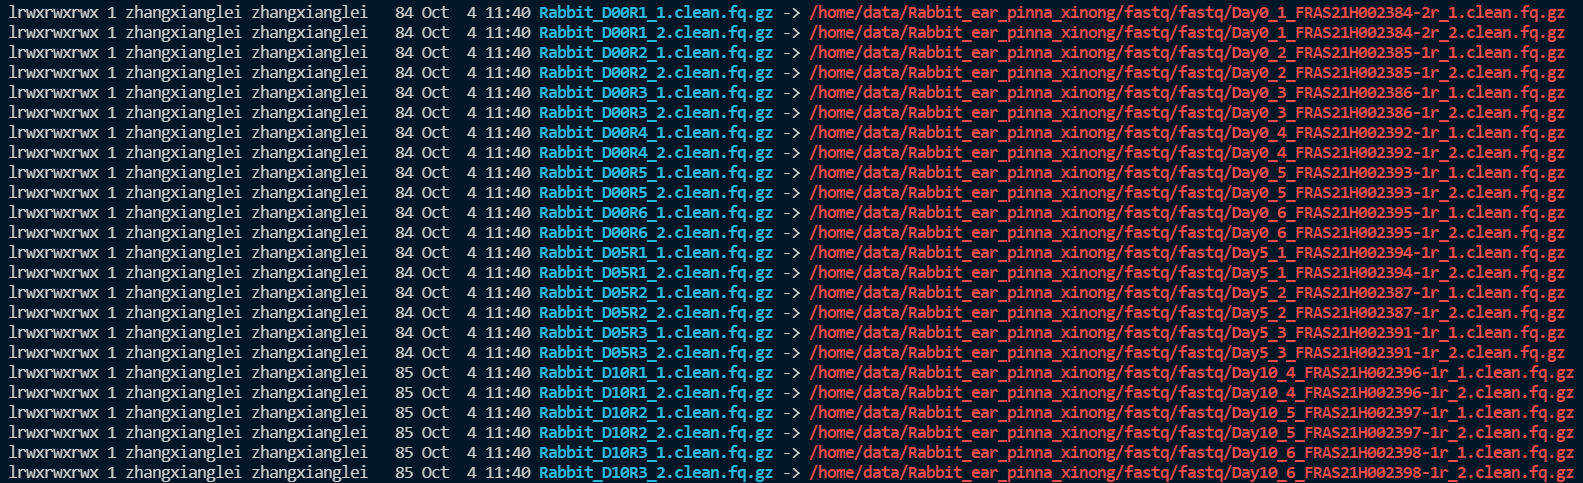 lrwxrwxrwx 1 zhangxianglei zhangxianglei   84 Oct  4 11:40 Rabbit_D00R1_1.clean.fq.gz -> /home/data/Rabbit_ear_pinna_xinong/fastq/fastq/Day0_1_FRAS21H002384-2r_1.clean.fq.gz
lrwxrwxrwx 1 zhangxianglei zhangxianglei   84 Oct  4 11:40 Rabbit_D00R1_2.clean.fq.gz -> /home/data/Rabbit_ear_pinna_xinong/fastq/fastq/Day0_1_FRAS21H002384-2r_2.clean.fq.gz
lrwxrwxrwx 1 zhangxianglei zhangxianglei   84 Oct  4 11:40 Rabbit_D00R2_1.clean.fq.gz -> /home/data/Rabbit_ear_pinna_xinong/fastq/fastq/Day0_2_FRAS21H002385-1r_1.clean.fq.gz
lrwxrwxrwx 1 zhangxianglei zhangxianglei   84 Oct  4 11:40 Rabbit_D00R2_2.clean.fq.gz -> /home/data/Rabbit_ear_pinna_xinong/fastq/fastq/Day0_2_FRAS21H002385-1r_2.clean.fq.gz
lrwxrwxrwx 1 zhangxianglei zhangxianglei   84 Oct  4 11:40 Rabbit_D00R3_1.clean.fq.gz -> /home/data/Rabbit_ear_pinna_xinong/fastq/fastq/Day0_3_FRAS21H002386-1r_1.clean.fq.gz
lrwxrwxrwx 1 zhangxianglei zhangxianglei   84 Oct  4 11:40 Rabbit_D00R3_2.clean.fq.gz -> /home/data/Rabbit_ear_pinna_xinong/fastq/fastq/Day0_3_FRAS21H002386-1r_2.clean.fq.gz
lrwxrwxrwx 1 zhangxianglei zhangxianglei   84 Oct  4 11:40 Rabbit_D00R4_1.clean.fq.gz -> /home/data/Rabbit_ear_pinna_xinong/fastq/fastq/Day0_4_FRAS21H002392-1r_1.clean.fq.gz
lrwxrwxrwx 1 zhangxianglei zhangxianglei   84 Oct  4 11:40 Rabbit_D00R4_2.clean.fq.gz -> /home/data/Rabbit_ear_pinna_xinong/fastq/fastq/Day0_4_FRAS21H002392-1r_2.clean.fq.gz
lrwxrwxrwx 1 zhangxianglei zhangxianglei   84 Oct  4 11:40 Rabbit_D00R5_1.clean.fq.gz -> /home/data/Rabbit_ear_pinna_xinong/fastq/fastq/Day0_5_FRAS21H002393-1r_1.clean.fq.gz
lrwxrwxrwx 1 zhangxianglei zhangxianglei   84 Oct  4 11:40 Rabbit_D00R5_2.clean.fq.gz -> /home/data/Rabbit_ear_pinna_xinong/fastq/fastq/Day0_5_FRAS21H002393-1r_2.clean.fq.gz
lrwxrwxrwx 1 zhangxianglei zhangxianglei   84 Oct  4 11:40 Rabbit_D00R6_1.clean.fq.gz -> /home/data/Rabbit_ear_pinna_xinong/fastq/fastq/Day0_6_FRAS21H002395-1r_1.clean.fq.gz
lrwxrwxrwx 1 zhangxianglei zhangxianglei   84 Oct  4 11:40 Rabbit_D00R6_2.clean.fq.gz -> /home/data/Rabbit_ear_pinna_xinong/fastq/fastq/Day0_6_FRAS21H002395-1r_2.clean.fq.gz
lrwxrwxrwx 1 zhangxianglei zhangxianglei   84 Oct  4 11:40 Rabbit_D05R1_1.clean.fq.gz -> /home/data/Rabbit_ear_pinna_xinong/fastq/fastq/Day5_1_FRAS21H002394-1r_1.clean.fq.gz
lrwxrwxrwx 1 zhangxianglei zhangxianglei   84 Oct  4 11:40 Rabbit_D05R1_2.clean.fq.gz -> /home/data/Rabbit_ear_pinna_xinong/fastq/fastq/Day5_1_FRAS21H002394-1r_2.clean.fq.gz
lrwxrwxrwx 1 zhangxianglei zhangxianglei   84 Oct  4 11:40 Rabbit_D05R2_1.clean.fq.gz -> /home/data/Rabbit_ear_pinna_xinong/fastq/fastq/Day5_2_FRAS21H002387-1r_1.clean.fq.gz
lrwxrwxrwx 1 zhangxianglei zhangxianglei   84 Oct  4 11:40 Rabbit_D05R2_2.clean.fq.gz -> /home/data/Rabbit_ear_pinna_xinong/fastq/fastq/Day5_2_FRAS21H002387-1r_2.clean.fq.gz
lrwxrwxrwx 1 zhangxianglei zhangxianglei   84 Oct  4 11:40 Rabbit_D05R3_1.clean.fq.gz -> /home/data/Rabbit_ear_pinna_xinong/fastq/fastq/Day5_3_FRAS21H002391-1r_1.clean.fq.gz
lrwxrwxrwx 1 zhangxianglei zhangxianglei   84 Oct  4 11:40 Rabbit_D05R3_2.clean.fq.gz -> /home/data/Rabbit_ear_pinna_xinong/fastq/fastq/Day5_3_FRAS21H002391-1r_2.clean.fq.gz
lrwxrwxrwx 1 zhangxianglei zhangxianglei   85 Oct  4 11:40 Rabbit_D10R1_1.clean.fq.gz -> /home/data/Rabbit_ear_pinna_xinong/fastq/fastq/Day10_4_FRAS21H002396-1r_1.clean.fq.gz
lrwxrwxrwx 1 zhangxianglei zhangxianglei   85 Oct  4 11:40 Rabbit_D10R1_2.clean.fq.gz -> /home/data/Rabbit_ear_pinna_xinong/fastq/fastq/Day10_4_FRAS21H002396-1r_2.clean.fq.gz
lrwxrwxrwx 1 zhangxianglei zhangxianglei   85 Oct  4 11:40 Rabbit_D10R2_1.clean.fq.gz -> /home/data/Rabbit_ear_pinna_xinong/fastq/fastq/Day10_5_FRAS21H002397-1r_1.clean.fq.gz
lrwxrwxrwx 1 zhangxianglei zhangxianglei   85 Oct  4 11:40 Rabbit_D10R2_2.clean.fq.gz -> /home/data/Rabbit_ear_pinna_xinong/fastq/fastq/Day10_5_FRAS21H002397-1r_2.clean.fq.gz
lrwxrwxrwx 1 zhangxianglei zhangxianglei   85 Oct  4 11:40 Rabbit_D10R3_1.clean.fq.gz -> /home/data/Rabbit_ear_pinna_xinong/fastq/fastq/Day10_6_FRAS21H002398-1r_1.clean.fq.gz
lrwxrwxrwx 1 zhangxianglei zhangxianglei   85 Oct  4 11:40 Rabbit_D10R3_2.clean.fq.gz -> /home/data/Rabbit_ear_pinna_xinong/fastq/fastq/Day10_6_FRAS21H002398-1r_2.clean.fq.gz